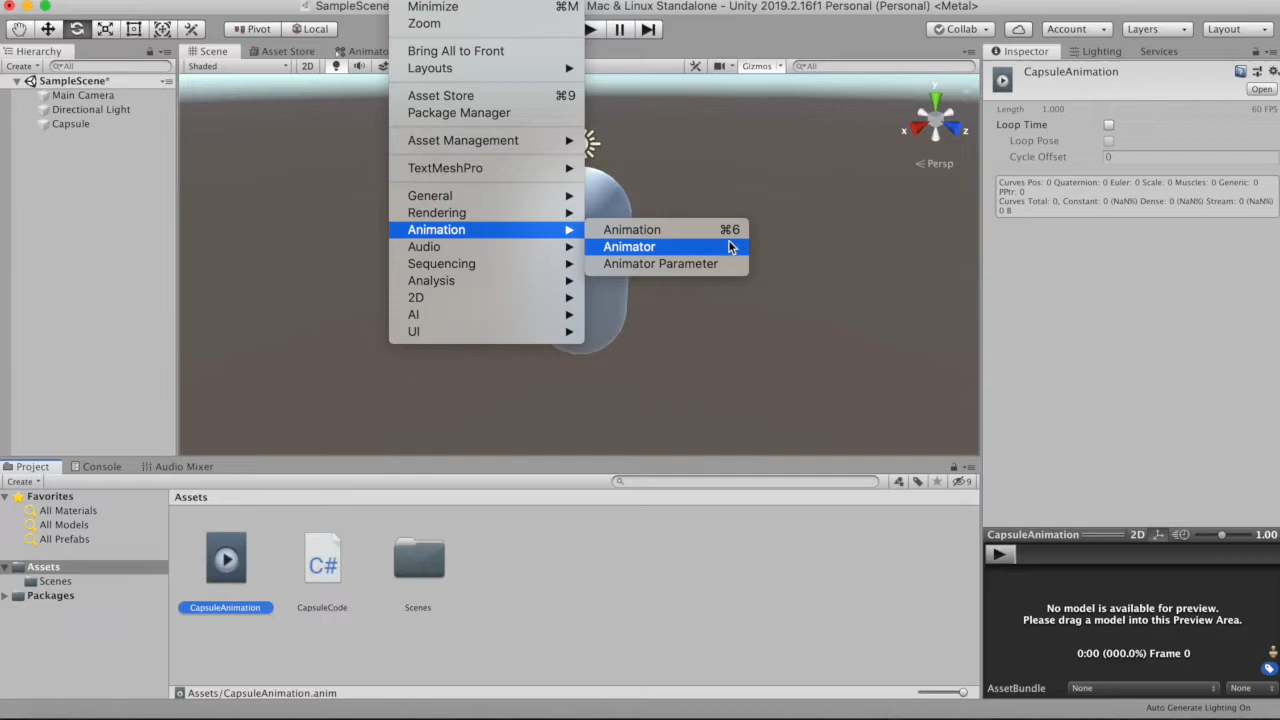 SampleScene
Mac & Linux Standalone - Unity 2019.2.16f1 Personal (Personal) <Metal>
Pivot
Local
Collab
Account
Layers
Layout
Hierarchy
Create
All
SampleScene*
Main Camera
Directional Light
Capsule
Scene
Asset Store
Animato
Shaded
2D
Gizmos
All
y
x
z
Persp
Minimize ⌘M
Zoom
Bring All to Front
Layouts
Asset Store ⌘9
Package Manager
Asset Management
TextMeshPro
General
Rendering
Animation
Audio
Sequencing
Analysis
2D
AI
UI
Animation ⌘6
Animator
Animator Parameter
Inspector
Lighting
Services
CapsuleAnimation
Open
Length 1.000 60 FPS
Loop Time
Loop Pose
Cycle Offset 0
Curves Pos: 0 Quaternion: 0 Euler: 0 Scale: 0 Muscles: 0 Generic: 0
PPtr: 0
Curves Total: 0, Constant: 0 (NaN%) Dense: 0 (NaN%) Stream: 0 (NaN%)
0 B
Project
Console
Audio Mixer
Create
9
Favorites
All Materials
All Models
All Prefabs
Assets
Scenes
Packages
Assets
C#
CapsuleAnimation
CapsuleCode
Scenes
Assets/CapsuleAnimation.anim
CapsuleAnimation 2D 1.00
No model is available for preview.
Please drag a model into this Preview Area.
0:00 (000.0%) Frame 0
AssetBundle None None
Auto Generate Lighting On